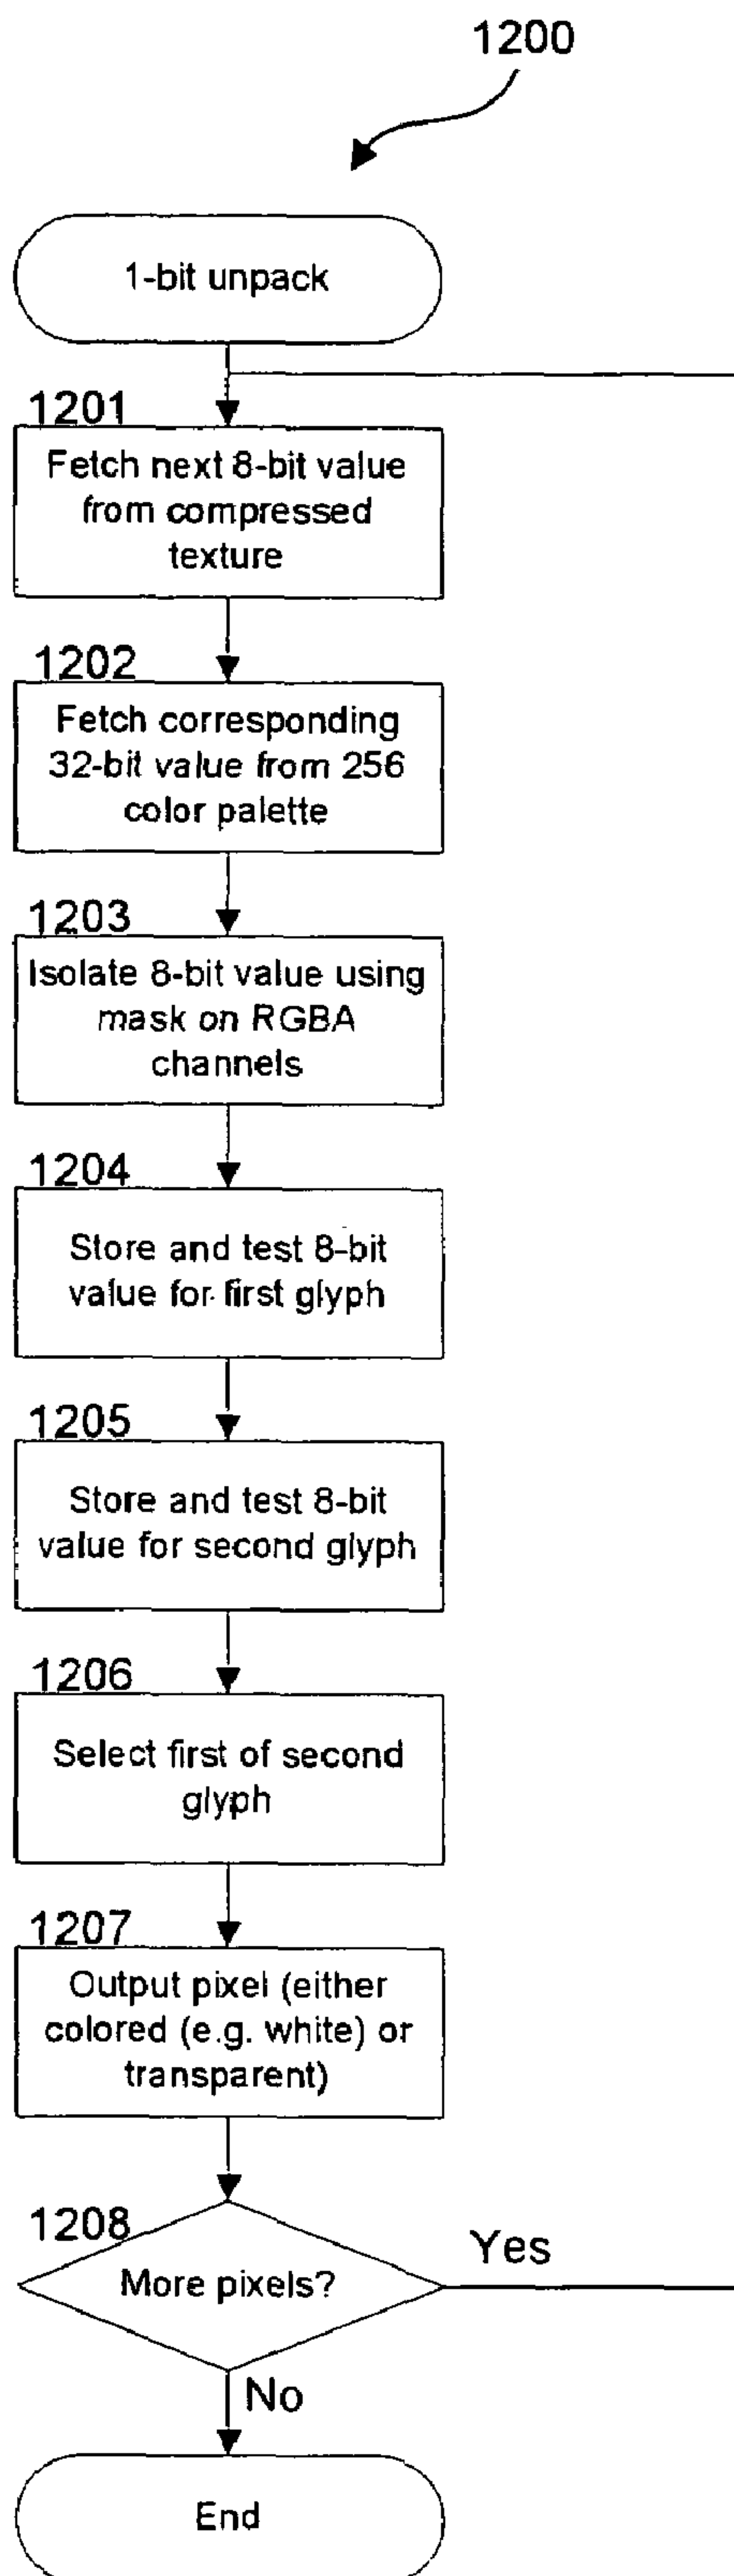 1200
1-bit unpack
1201
Fetch next 8-bit value
from compressed
texture
1202
Fetch corresponding
32-bit value from 256
color palette
1203
Isolate 8-bit value using
mask on RGBA
channels
1204
Store and test 8-bit
value for first glyph
1205
Store and test 8-bit
value for second glyph
1206
Select first of second
glyph
1207
Output pixel (either
colored (e.g. white) or
transparent)
1208
More pixels?
Yes
No
End